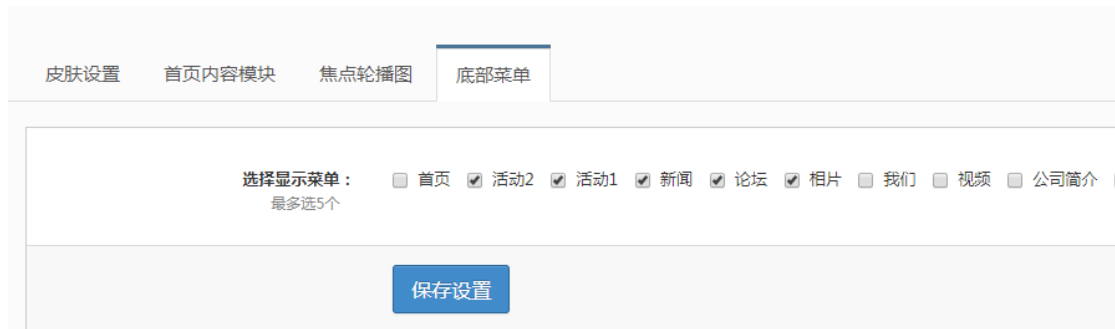 皮肤设置 首页内容模块 焦点轮播图 底部菜单
选择显示菜单： 首页 活动2 活动1 新闻 论坛 相片 我们 视频 公司简介
最多选5个
保存设置